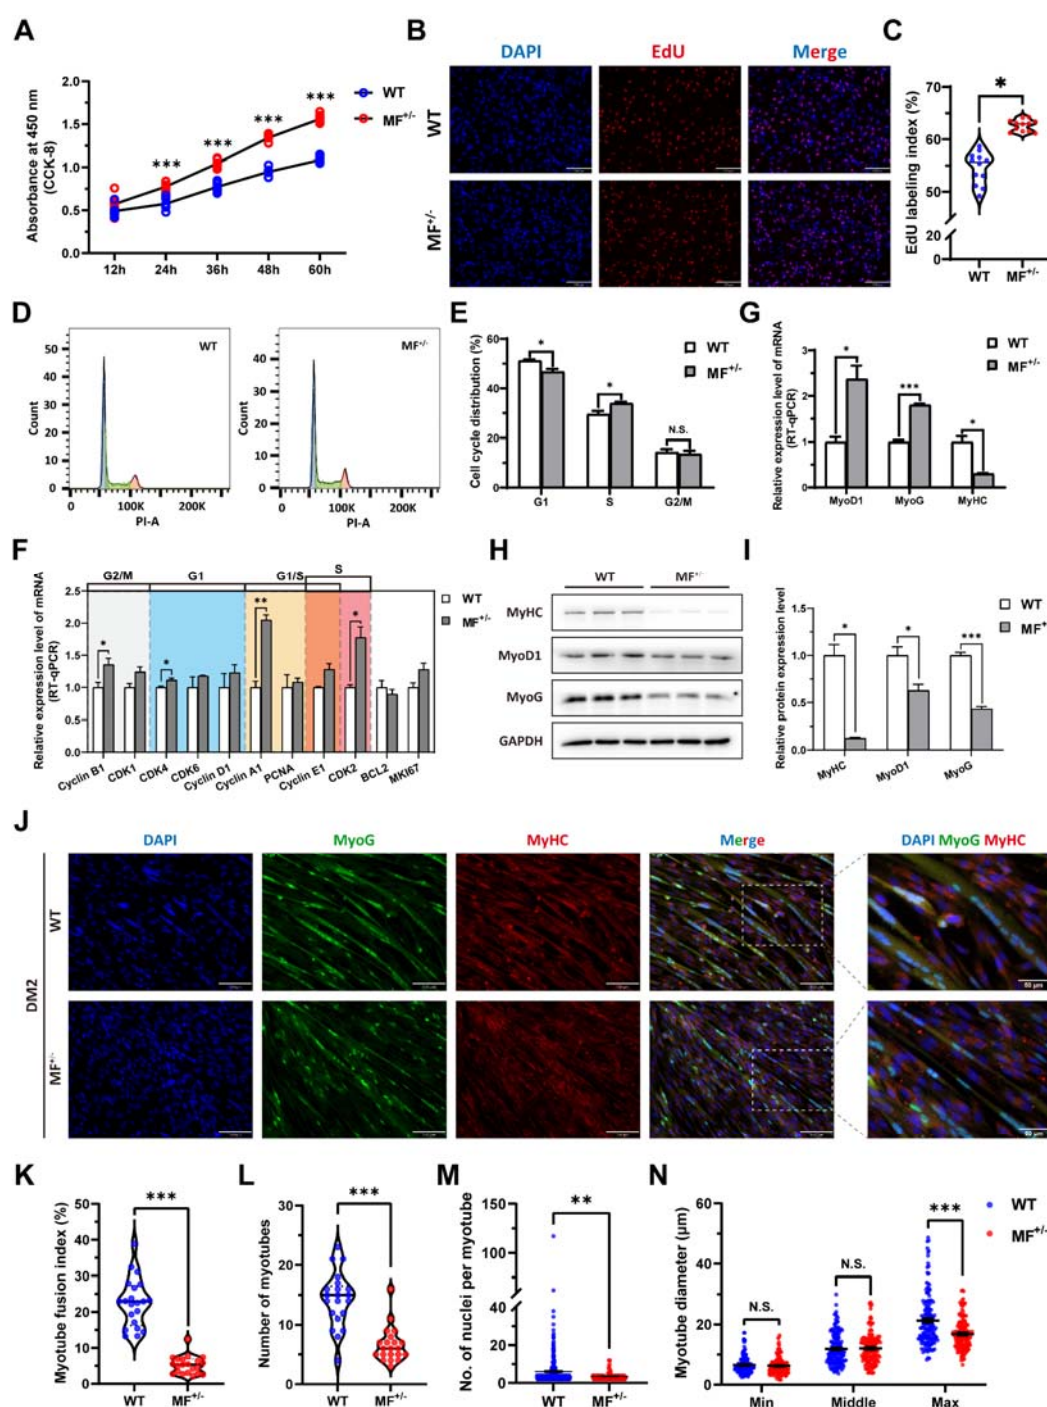 A
Absorbance at 450 nm
(CCK-8)
2.0
1.5
1.0
0.5
0.0
***
***
***
***
WT
MF+/-
12h
24h
36h
48h
60h
B
DAPI
EdU
Merge
WT
MF+/-
C
EdU labeling index (%)
70
60
50
20
0
*
WT
MF+/-
D
Count
50
40
30
20
10
0
WT
0
100K
200K
PI-A
Count
40
30
20
10
0
MF+/-
0
100K
200K
PI-A
E
Cell cycle distribution (%)
60
40
20
0
*
*
N.S.
WT
MF+/-
G1
S
G2/M
G
Relative expression level of mRNA
(RT-qPCR)
3
2
1
0
*
***
*
WT
MF+/-
MyoD1
MyoG
MyHC
F
G2/M
G1
G1/S
S
Relative expression level of mRNA
(RT-qPCR)
2.5
2.0
1.5
1.0
0.5
0.0
*
*
**
*
WT
MF+/-
Cyclin B1
CDK1
CDK4
CDK6
Cyclin D1
Cyclin A1
PCNA
Cyclin E1
CDK2
BCL2
MKI67
H
WT
MF+/-
MyHC
MyoD1
MyoG
*
GAPDH
I
Relative protein expression level
1.5
1.0
0.5
0.0
*
*
***
WT
MF+
MyHC
MyoD1
MyoG
J
DAPI
MyoG
MyHC
Merge
DAPI MyoG MyHC
DM2
WT
MF+/-
50 μm
50 μm
K
Myotube fusion index (%)
50
40
30
20
10
0
***
WT
MF+/-
L
Number of myotubes
30
20
10
0
***
WT
MF+/-
M
No. of nuclei per myotube
150
100
50
40
20
0
**
WT
MF+/-
N
Myotube diameter (μm)
60
40
20
0
N.S.
N.S.
***
WT
MF+/-
Min
Middle
Max